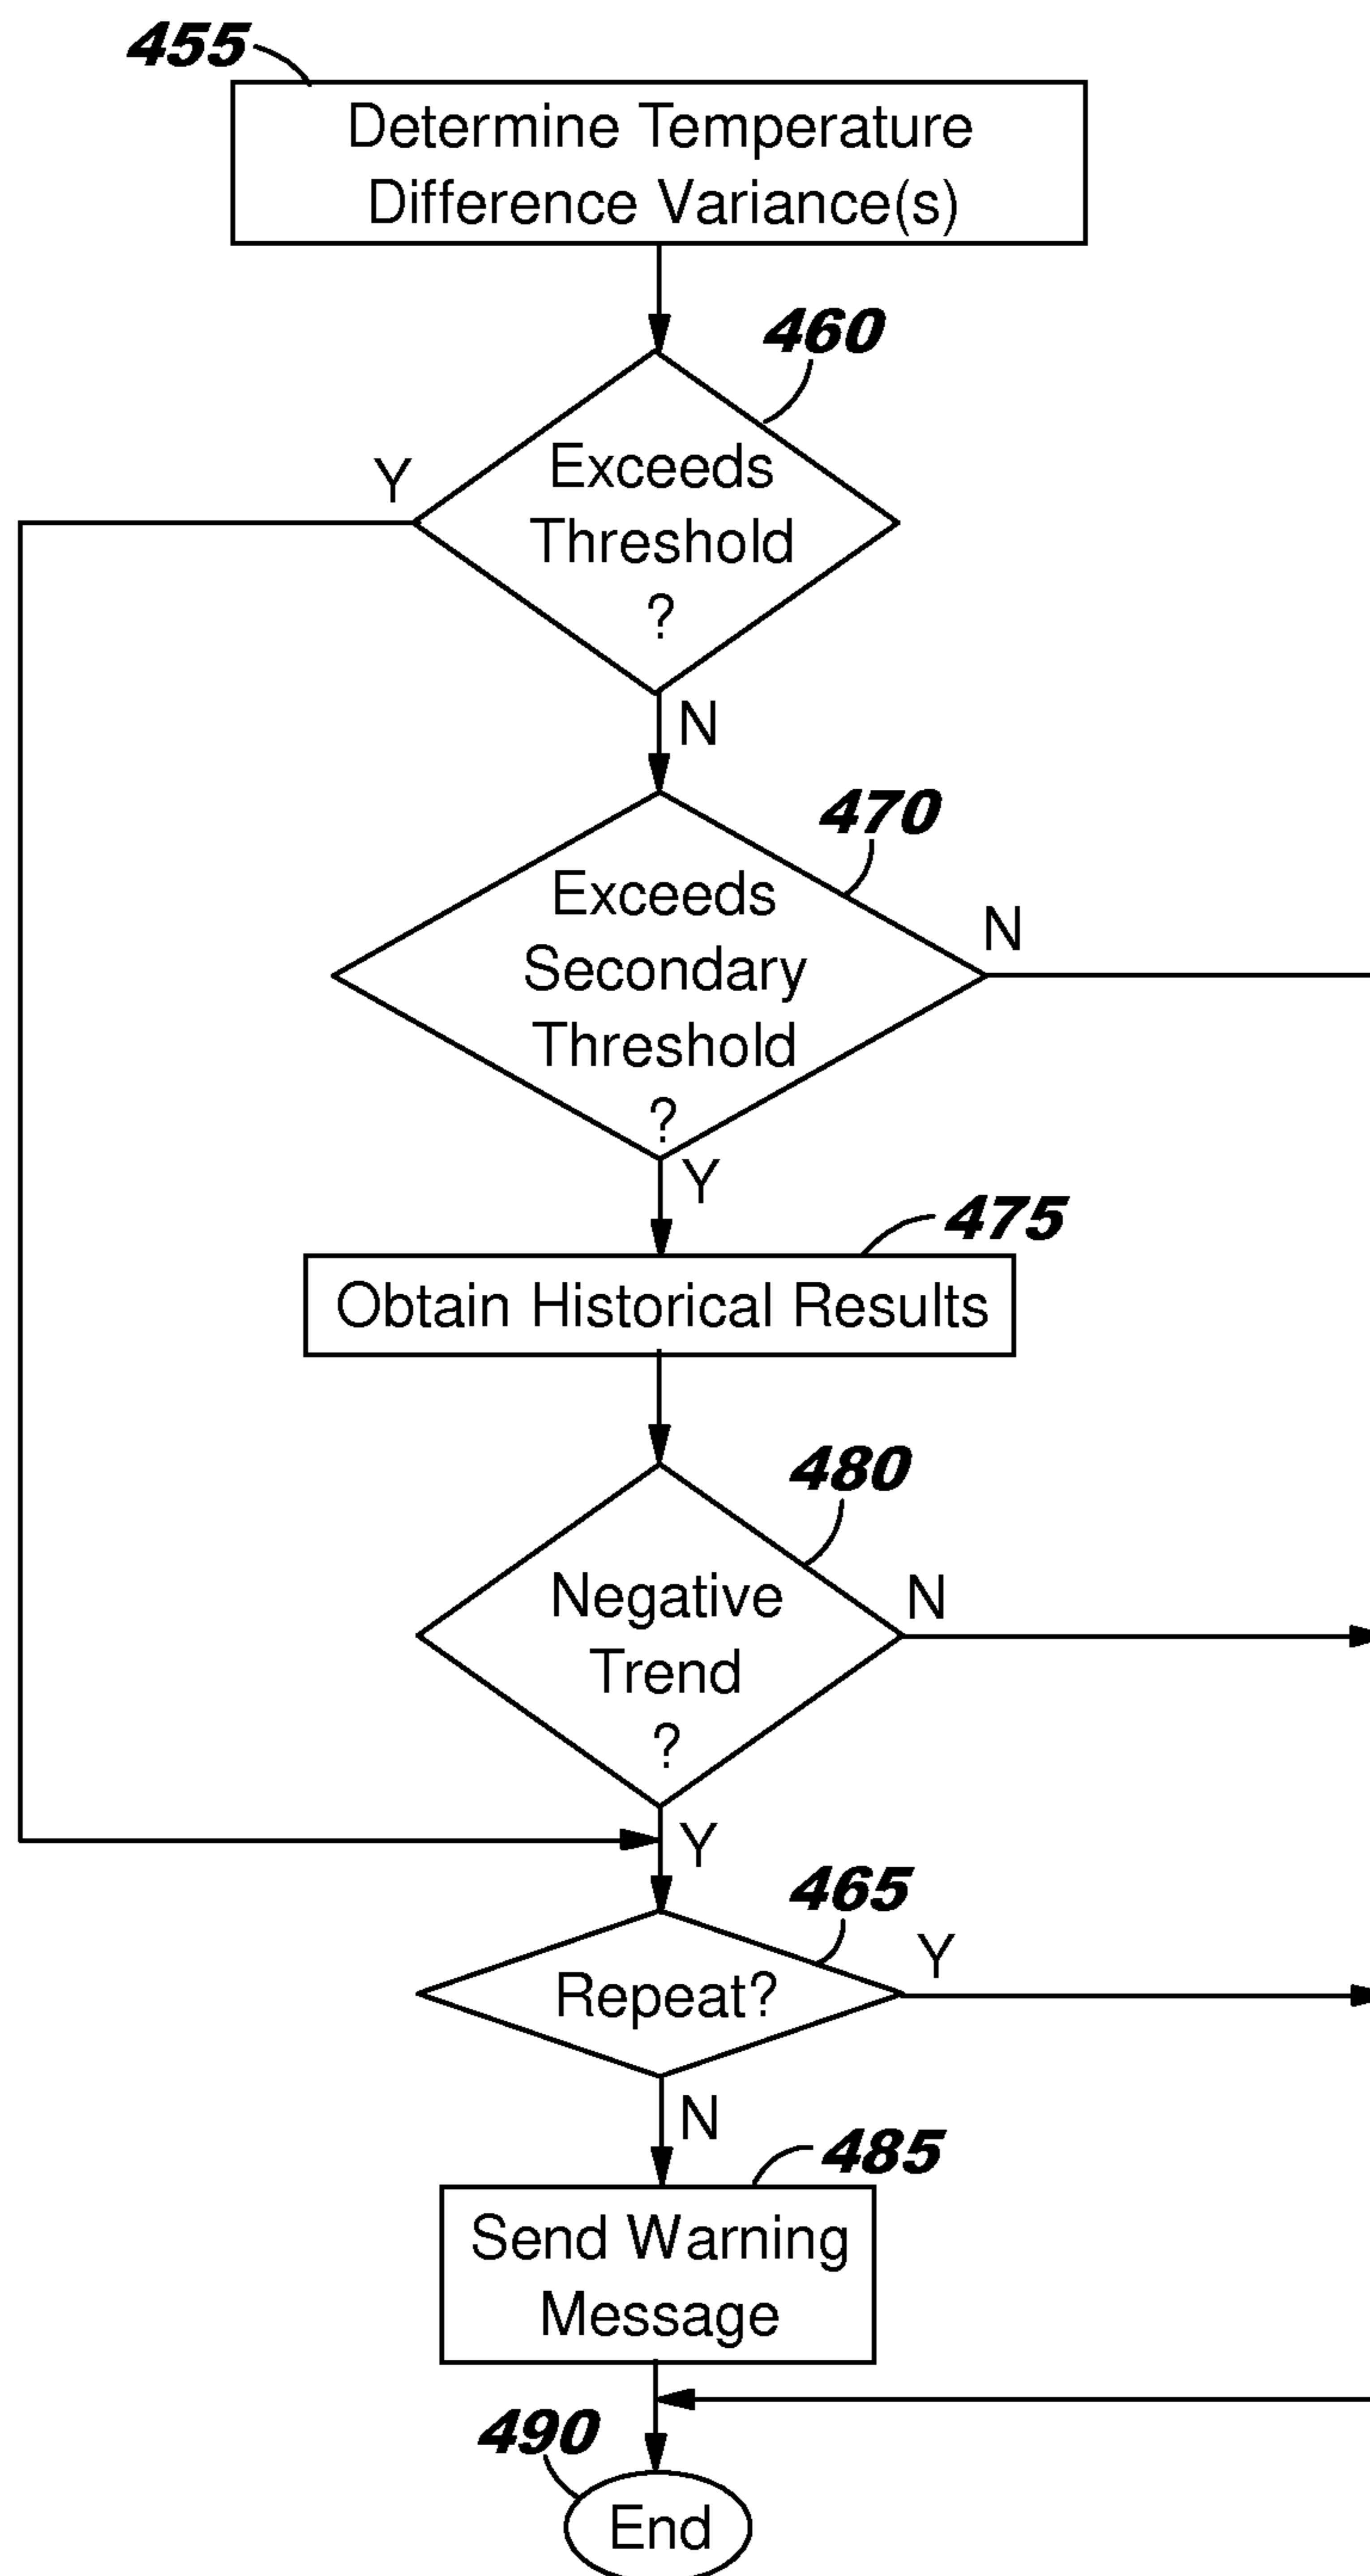 455
Determine Temperature
Difference Variance(s)
460
Y
Exceeds
Threshold
?
N
470
Exceeds
Secondary
Threshold
?
N
Y
475
Obtain Historical Results
480
Negative
Trend
?
N
Y
465
Repeat?
Y
N
485
Send Warning
Message
490
End